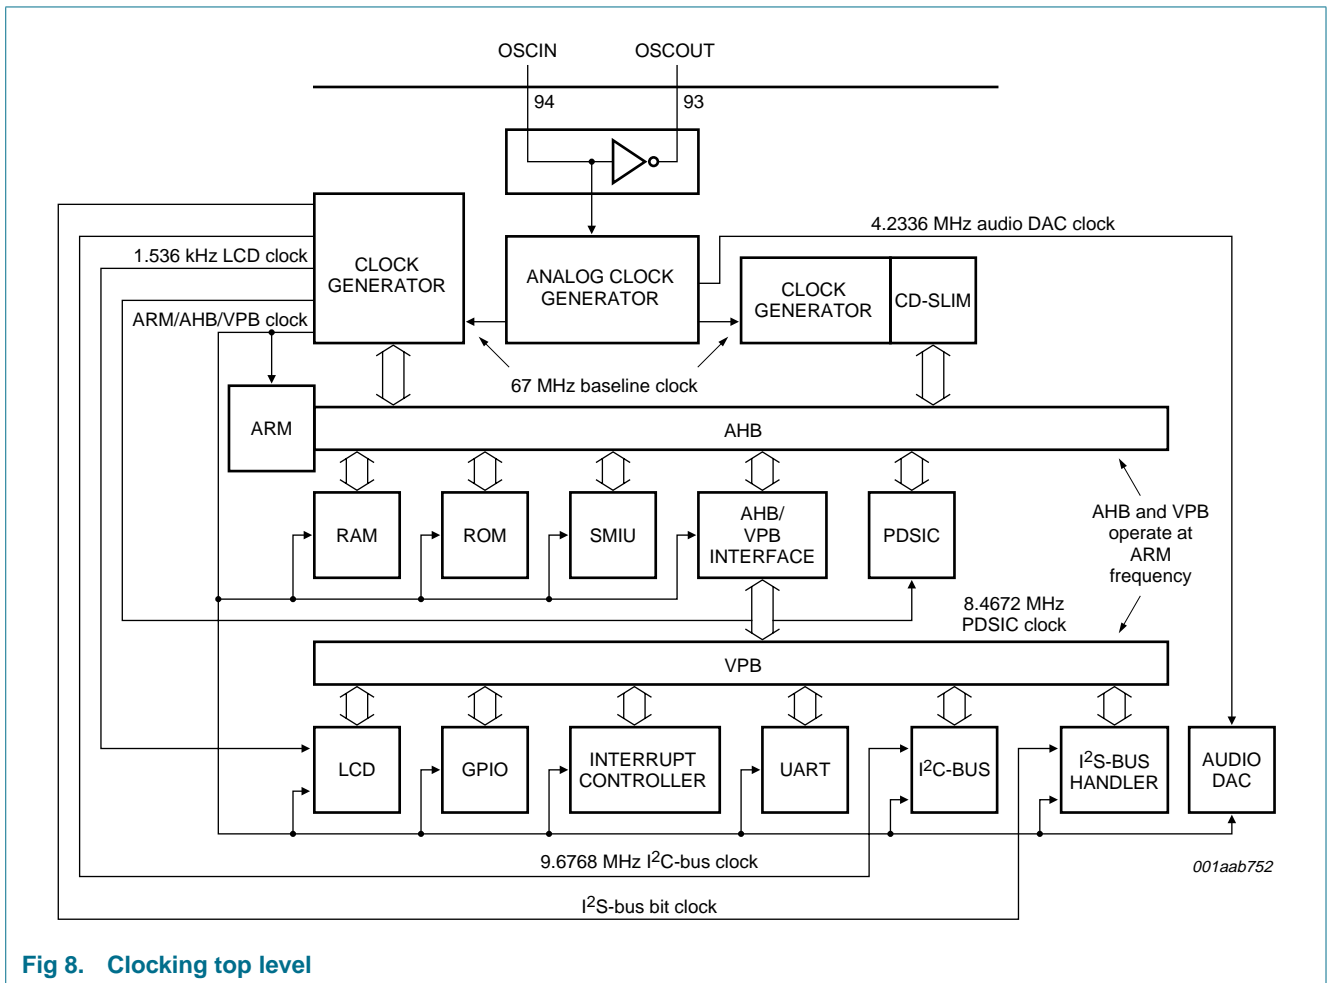 OSCIN
OSCOUT
94
93
4.2336 MHz audio DAC clock
1.536 kHz LCD clock
CLOCK
GENERATOR
ANALOG CLOCK
GENERATOR
CLOCK
GENERATOR
CD-SLIM
ARM/AHB/VPB clock
67 MHz baseline clock
ARM
AHB
RAM
ROM
SMIU
AHB/
VPB
INTERFACE
PDSIC
AHB and VPB
operate at
ARM
frequency
8.4672 MHz
PDSIC clock
VPB
LCD
GPIO
INTERRUPT
CONTROLLER
UART
I2C-BUS
I2S-BUS
HANDLER
AUDIO
DAC
9.6768 MHz I2C-bus clock
001aab752
I2S-bus bit clock
Fig 8. Clocking top level